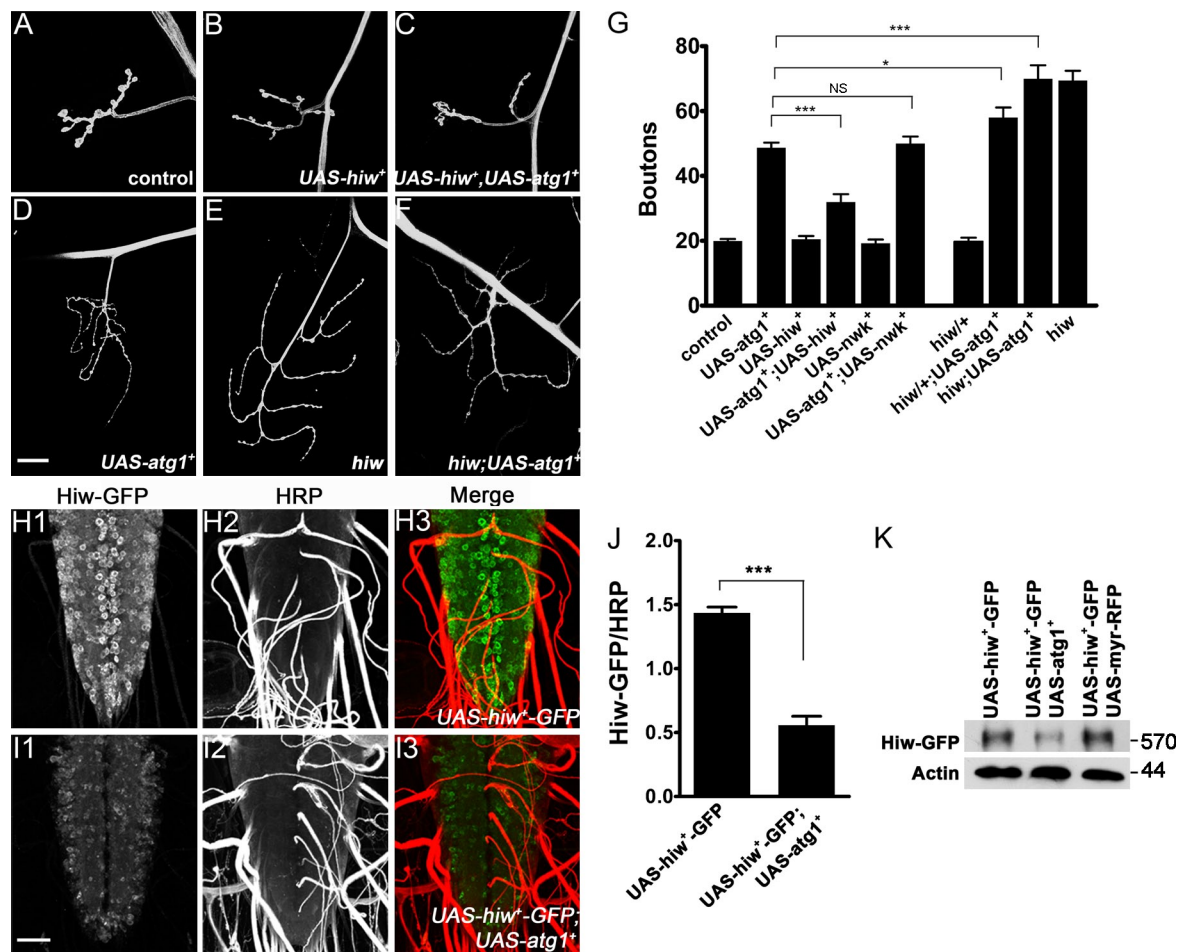 A
control
B
UAS-hiw+
C
UAS-hiw+,UAS-atg1+
D
UAS-atg1+
E
hiw
F
hiw;UAS-atg1+
G
Boutons
80
60
40
20
0
***
*
NS
***
control
UAS-atg1+
UAS-hiw+
UAS-atg1+;UAS-hiw+
UAS-nwk+
UAS-atg1+;UAS-nwk+
hiw/+
hiw/+;UAS-atg1+
hiw;UAS-atg1+
hiw
Hiw-GFP
HRP
Merge
H1
H2
H3
UAS-hiw+-GFP
I1
I2
I3
UAS-hiw+-GFP;
UAS-atg1+
J
Hiw-GFP/HRP
2.0
1.5
1.0
0.5
0.0
***
UAS-hiw+-GFP
UAS-hiw+-GFP;
UAS-atg1+
K
UAS-hiw+-GFP
UAS-hiw+-GFP
UAS-atg1+
UAS-hiw+-GFP
UAS-myr-RFP
Hiw-GFP
-570
Actin
-44